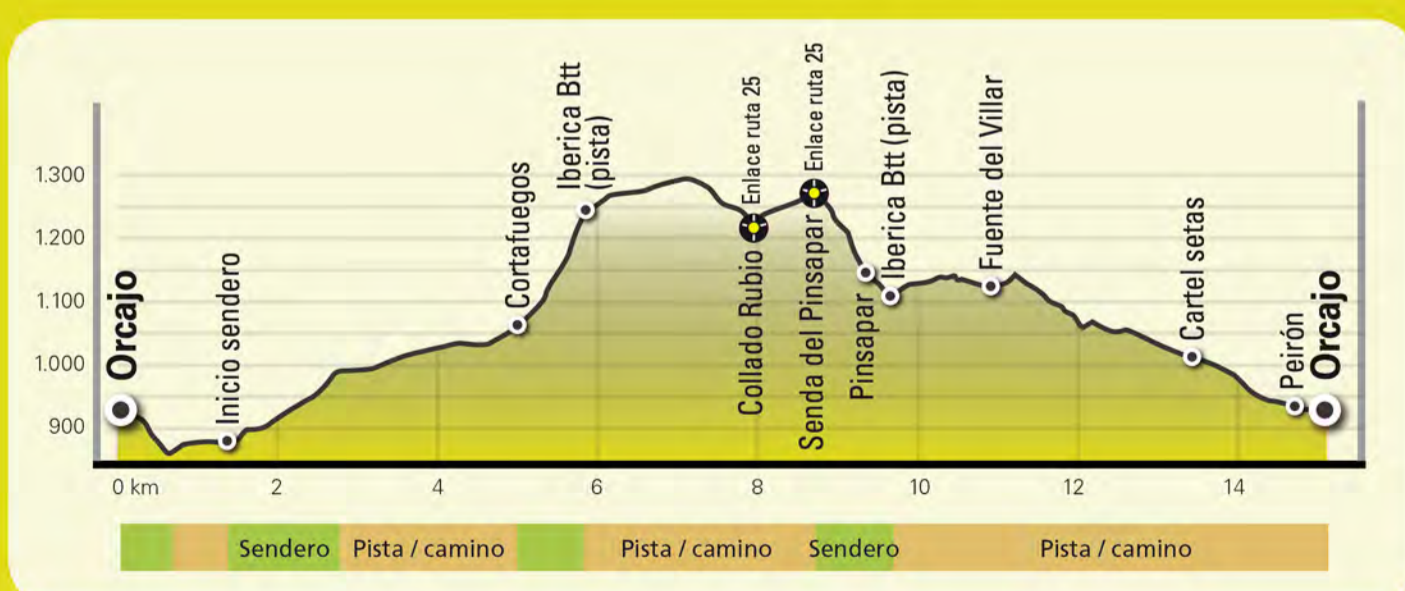 Orcajo
Inicio sendero
Cortafuegos
Iberica Btt
(pista)
Collado Rubio
Enlace ruta 25
Senda del Pinsapar
Enlace ruta 25
Pinsapar
Iberica Btt (pista)
Fuente del Villar
Cartel setas
Peirón
Orcajo
1.300
1.200
1.100
1.000
900
0 km 2 4 6 8 10 12 14
Sendero Pista / camino Pista / camino Sendero Pista / camino